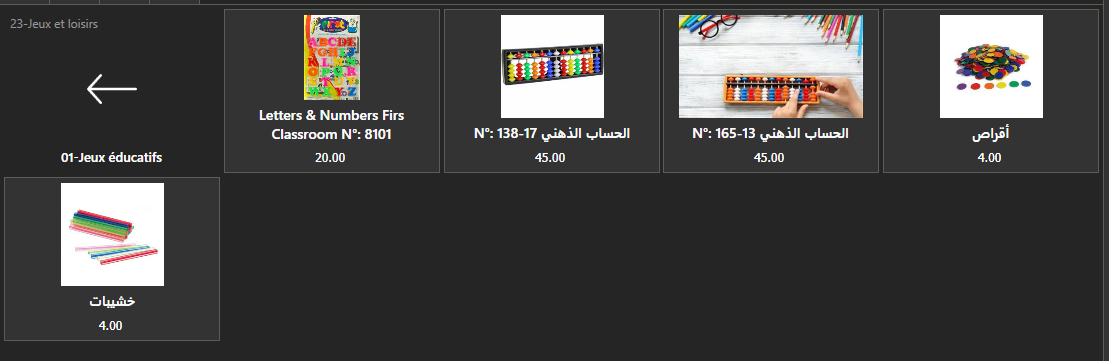 23-Jeux et loisirs
01-Jeux éducatifs
Letters & Numbers Firs
Classroom N°: 8101
20.00
الحساب الذهني N°: 138-17
45.00
الحساب الذهني N°: 165-13
45.00
أقراص
4.00
خشيبات
4.00